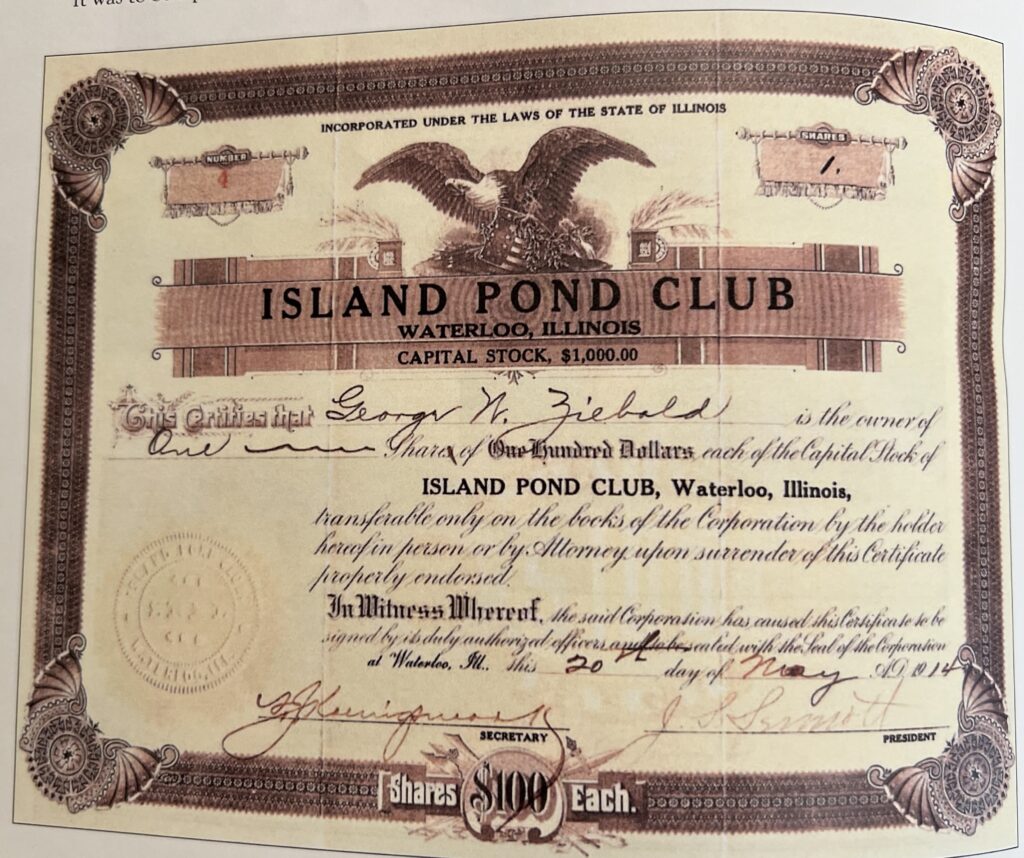 It was to
INCORPORATED UNDER THE LAWS OF THE STATE OF ILLINOIS
NUMBER
4
SHARES
1.
ISLAND POND CLUB
WATERLOO, ILLINOIS
CAPITAL STOCK, $1,000.00
This Certifies that George W. Ziebold is the owner of
One Shares of One Hundred Dollars each of the Capital Stock of
ISLAND POND CLUB, Waterloo, Illinois,
transferable only on the books of the Corporation by the holder
hereof in person or by Attorney upon surrender of this Certificate
properly endorsed.
In Witness Whereof, the said Corporation has caused this Certificate to be
signed by its duly authorized officers and to be sealed with the Seal of the Corporation
at Waterloo, Ill. This 20th day of May A.D. 1914
SECRETARY
J. S.
PRESIDENT
Shares $100 Each.